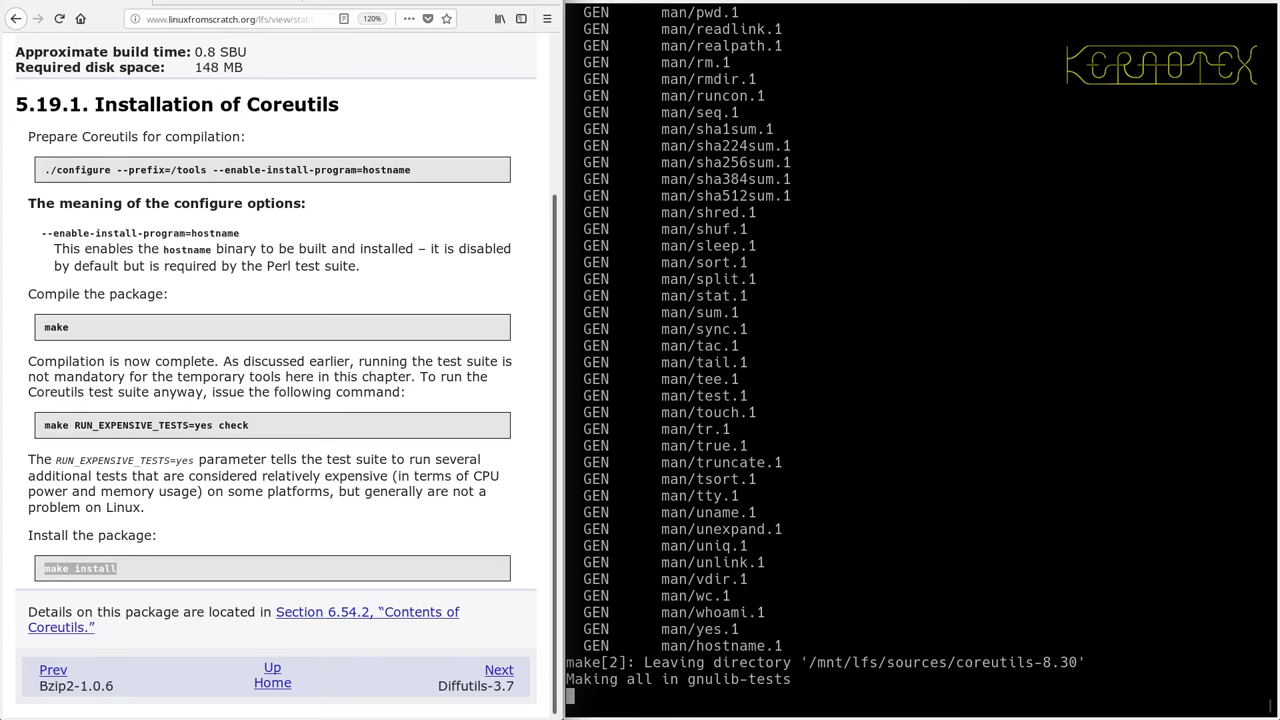 www.linuxfromscratch.org/lfs/view/stab
120%
Approximate build time: 0.8 SBU
Required disk space: 148 MB
5.19.1. Installation of Coreutils
Prepare Coreutils for compilation:
./configure --prefix=/tools --enable-install-program=hostname
The meaning of the configure options:
--enable-install-program=hostname
This enables the hostname binary to be built and installed – it is disabled
by default but is required by the Perl test suite.
Compile the package:
make
Compilation is now complete. As discussed earlier, running the test suite is
not mandatory for the temporary tools here in this chapter. To run the
Coreutils test suite anyway, issue the following command:
make RUN_EXPENSIVE_TESTS=yes check
The RUN_EXPENSIVE_TESTS=yes parameter tells the test suite to run several
additional tests that are considered relatively expensive (in terms of CPU
power and memory usage) on some platforms, but generally are not a
problem on Linux.
Install the package:
make install
Details on this package are located in Section 6.54.2, “Contents of
Coreutils.”
Prev Up Next
Bzip2-1.0.6 Home Diffutils-3.7
GEN man/pwd.1
GEN man/readlink.1
GEN man/realpath.1
GEN man/rm.1
GEN man/rmdir.1
GEN man/runcon.1
GEN man/seq.1
GEN man/sha1sum.1
GEN man/sha224sum.1
GEN man/sha256sum.1
GEN man/sha384sum.1
GEN man/sha512sum.1
GEN man/shred.1
GEN man/shuf.1
GEN man/sleep.1
GEN man/sort.1
GEN man/split.1
GEN man/stat.1
GEN man/sum.1
GEN man/sync.1
GEN man/tac.1
GEN man/tail.1
GEN man/tee.1
GEN man/test.1
GEN man/touch.1
GEN man/tr.1
GEN man/true.1
GEN man/truncate.1
GEN man/tsort.1
GEN man/tty.1
GEN man/uname.1
GEN man/unexpand.1
GEN man/uniq.1
GEN man/unlink.1
GEN man/vdir.1
GEN man/wc.1
GEN man/whoami.1
GEN man/yes.1
GEN man/hostname.1
make[2]: Leaving directory '/mnt/lfs/sources/coreutils-8.30'
Making all in gnulib-tests
KERNOTEX